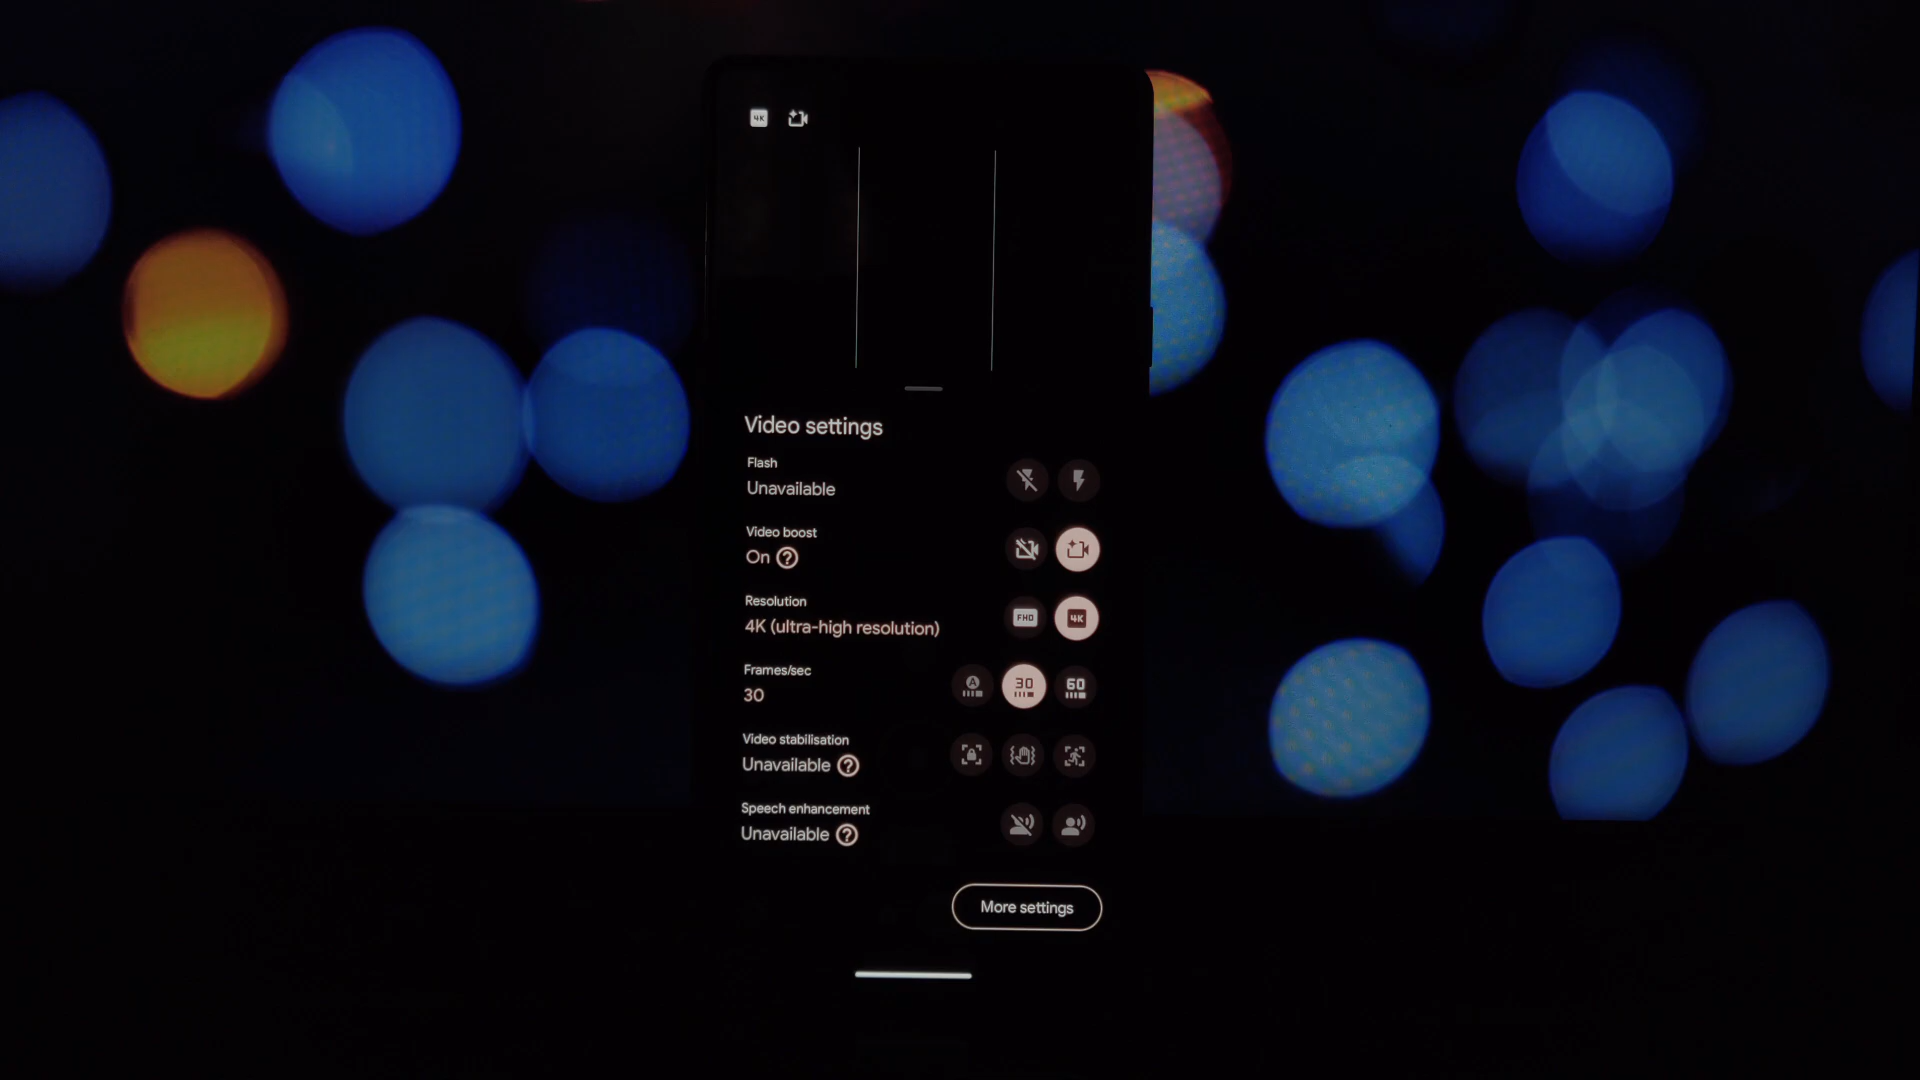 4K
Video settings
Flash
Unavailable
Video boost
On ?
Resolution
4K (ultra-high resolution)
FHD 4K
Frames/sec
30
A 30 60
Video stabilisation
Unavailable ?
Speech enhancement
Unavailable ?
More settings